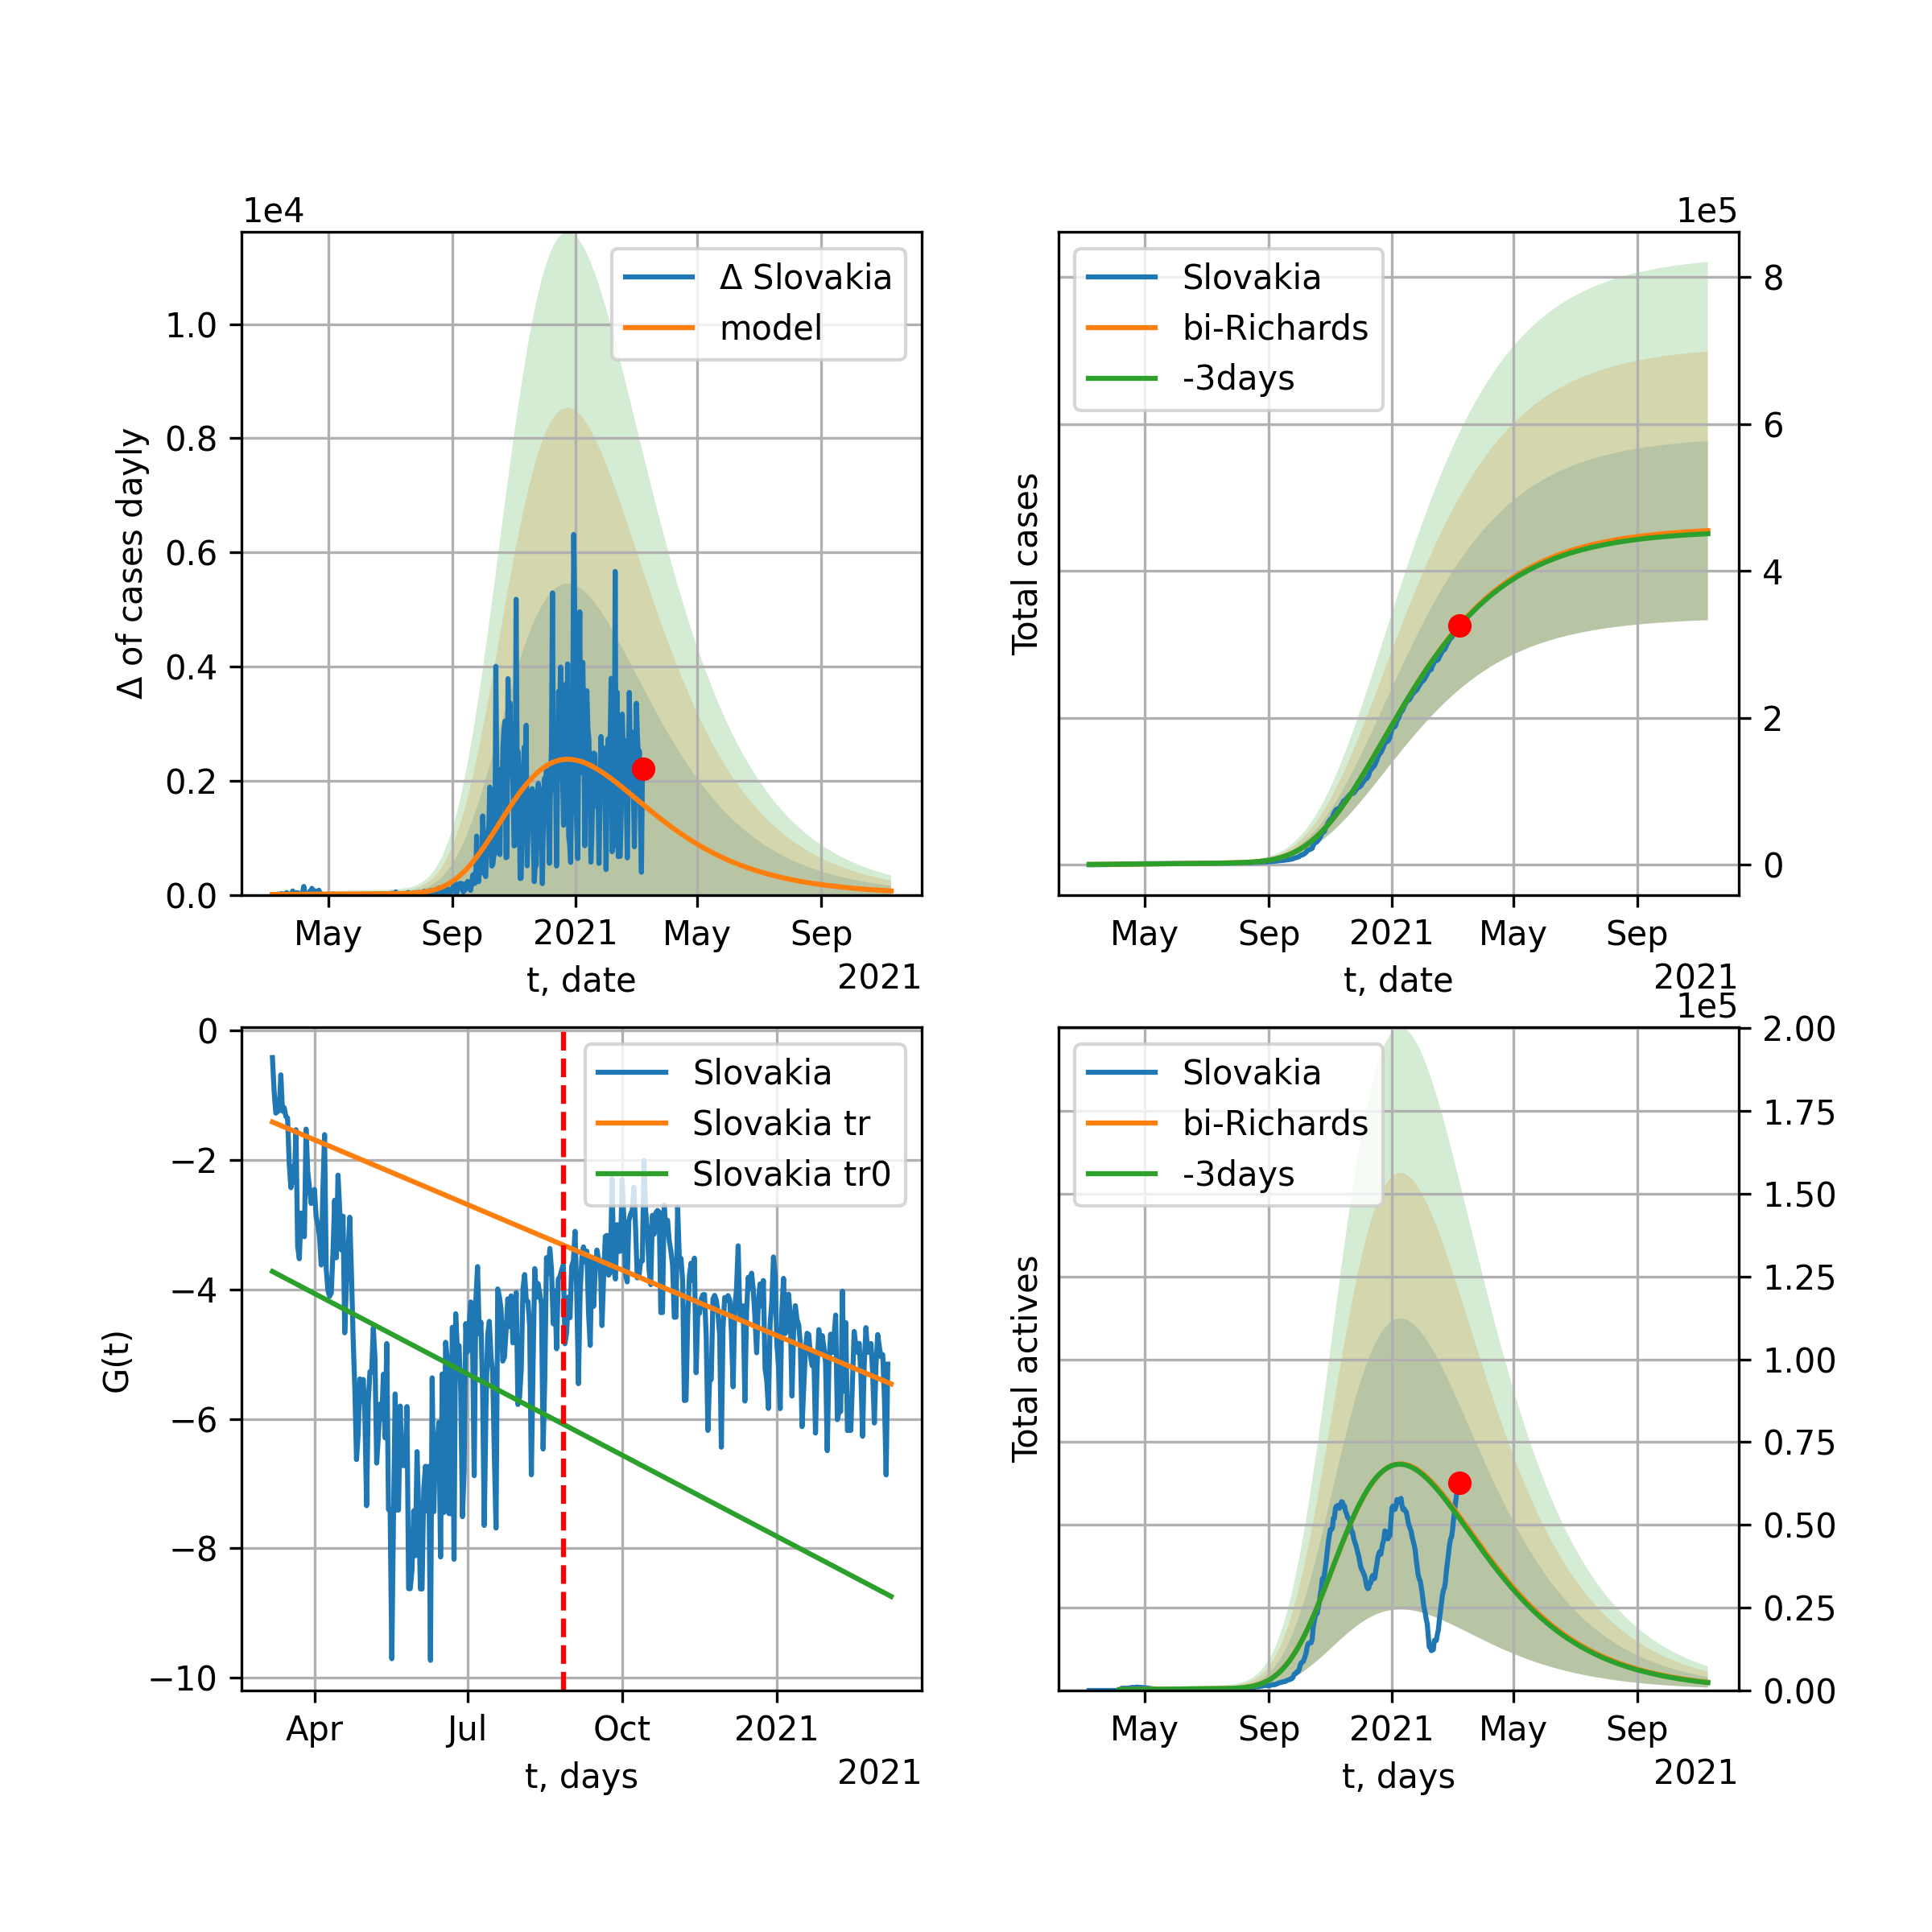 1e4
Δ of cases dayly
1.0
0.8
0.6
0.4
0.2
0.0
Δ Slovakia
model
May Sep 2021 May Sep
t, date
2021
1e5
Total cases
Slovakia
bi-Richards
-3days
8
6
4
2
0
May Sep 2021 May Sep
t, date
2021
G(t)
0
−2
−4
−6
−8
−10
Slovakia
Slovakia tr
Slovakia tr0
Apr Jul Oct 2021
t, days
2021
1e5
Total actives
Slovakia
bi-Richards
-3days
2.00
1.75
1.50
1.25
1.00
0.75
0.50
0.25
0.00
May Sep 2021 May Sep
t, days
2021